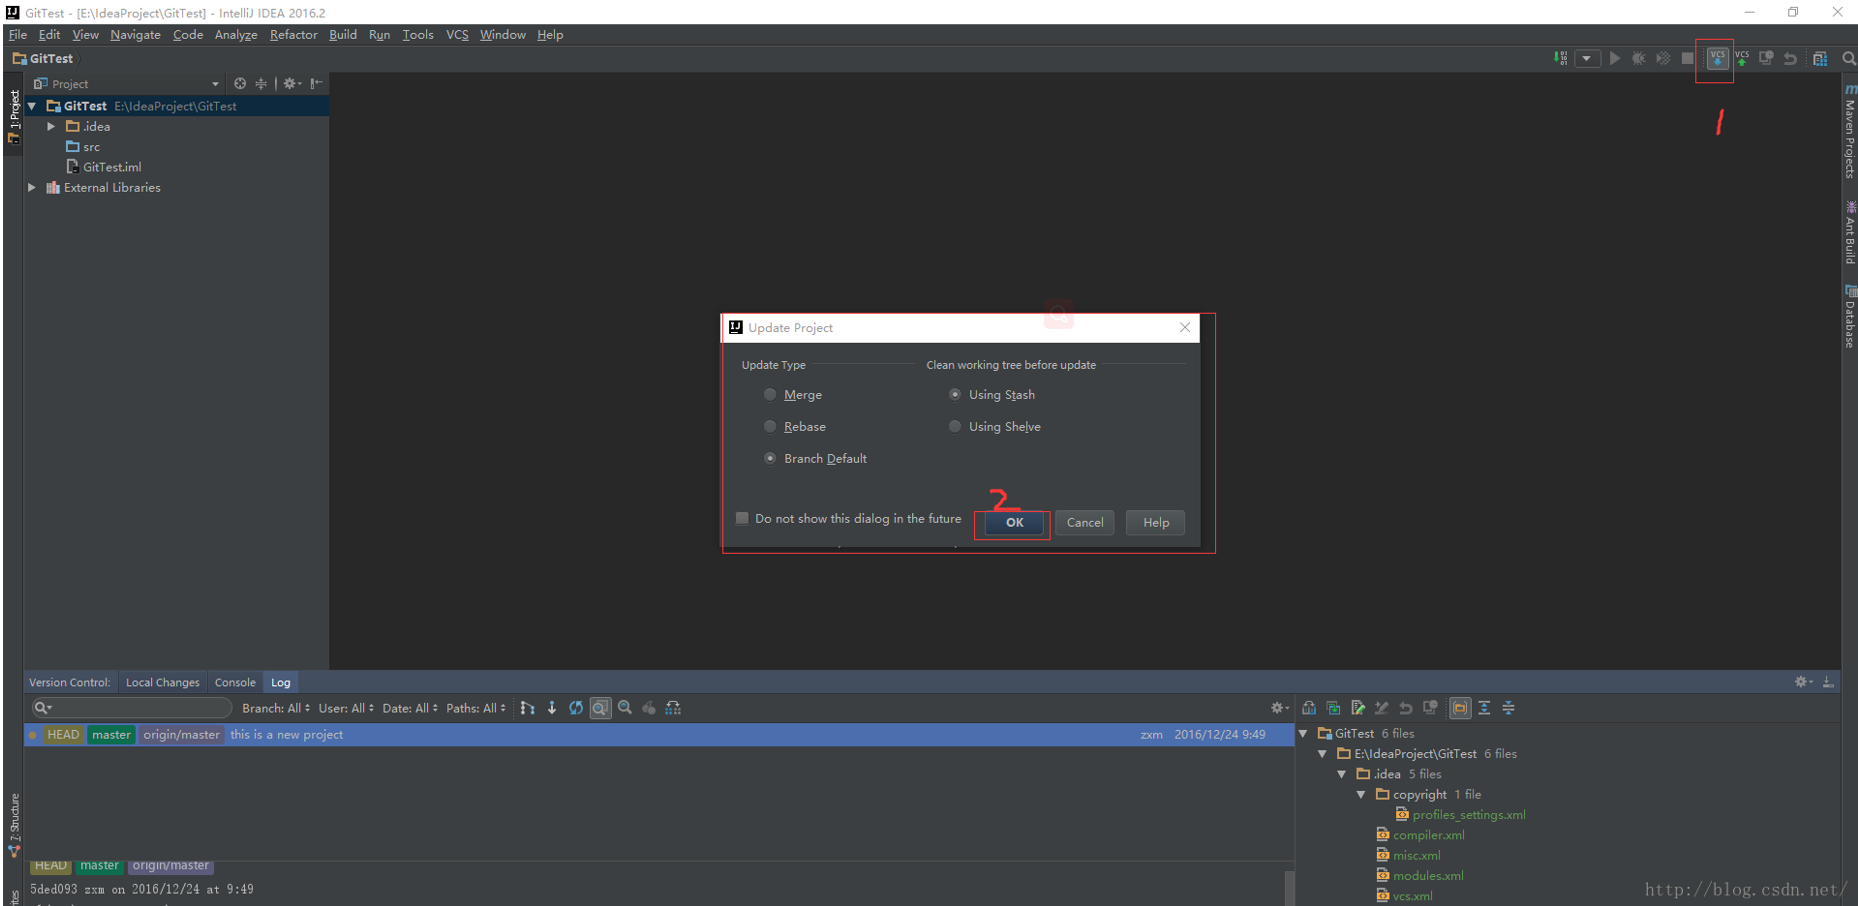 GitTest - [E:\IdeaProject\GitTest] - IntelliJ IDEA 2016.2
File Edit View Navigate Code Analyze Refactor Build Run Tools VCS Window Help
GitTest
VCS VCS
Project
1: Project
GitTest E:\IdeaProject\GitTest
.idea
src
GitTest.iml
External Libraries
1
Maven Projects
Ant Build
Database
Update Project
Update Type
Clean working tree before update
Merge
Using Stash
Rebase
Using Shelve
Branch Default
2
Do not show this dialog in the future
OK
Cancel
Help
Version Control: Local Changes Console Log
Branch: All User: All Date: All Paths: All
HEAD master origin/master this is a new project zxm 2016/12/24 9:49
7: Structure
HEAD master origin/master
5ded093 zxm on 2016/12/24 at 9:49
GitTest 6 files
E:\IdeaProject\GitTest 6 files
.idea 5 files
copyright 1 file
profiles_settings.xml
compiler.xml
misc.xml
modules.xml
vcs.xml
http://blog.csdn.net/